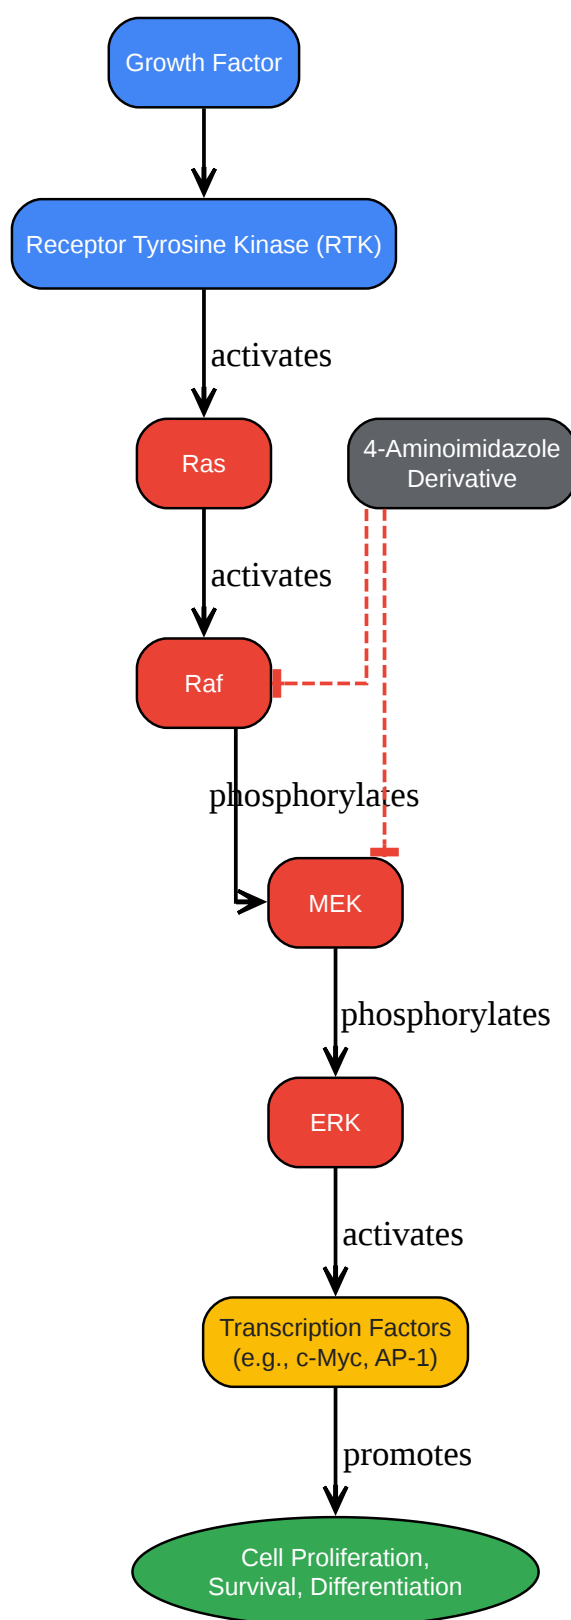 Growth Factor
Receptor Tyrosine Kinase (RTK)
activates
Ras
4-Aminoimidazole
Derivative
activates
Raf
phosphorylates
MEK
phosphorylates
ERK
activates
Transcription Factors
(e.g., c-Myc, AP-1)
promotes
Cell Proliferation,
Survival, Differentiation